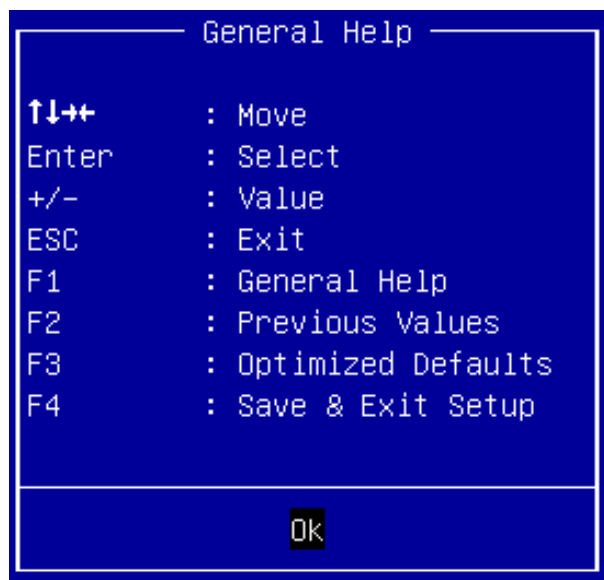 General Help
↑↓→← : Move
Enter : Select
+/- : Value
ESC : Exit
F1 : General Help
F2 : Previous Values
F3 : Optimized Defaults
F4 : Save & Exit Setup
Ok